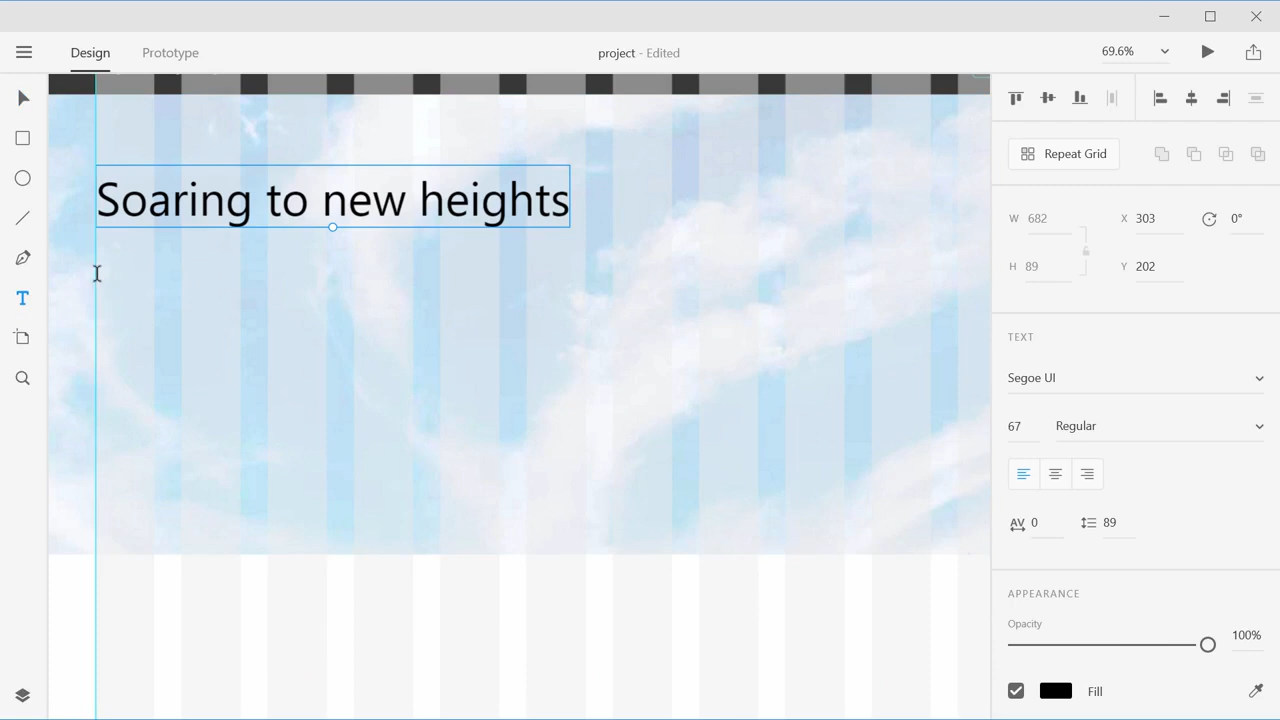 Design
Prototype
project - Edited
69.6%
Soaring to new heights
Repeat Grid
W 682
X 303
0°
H 89
Y 202
TEXT
Segoe UI
67
Regular
AV 0
89
APPEARANCE
Opacity
100%
Fill
T